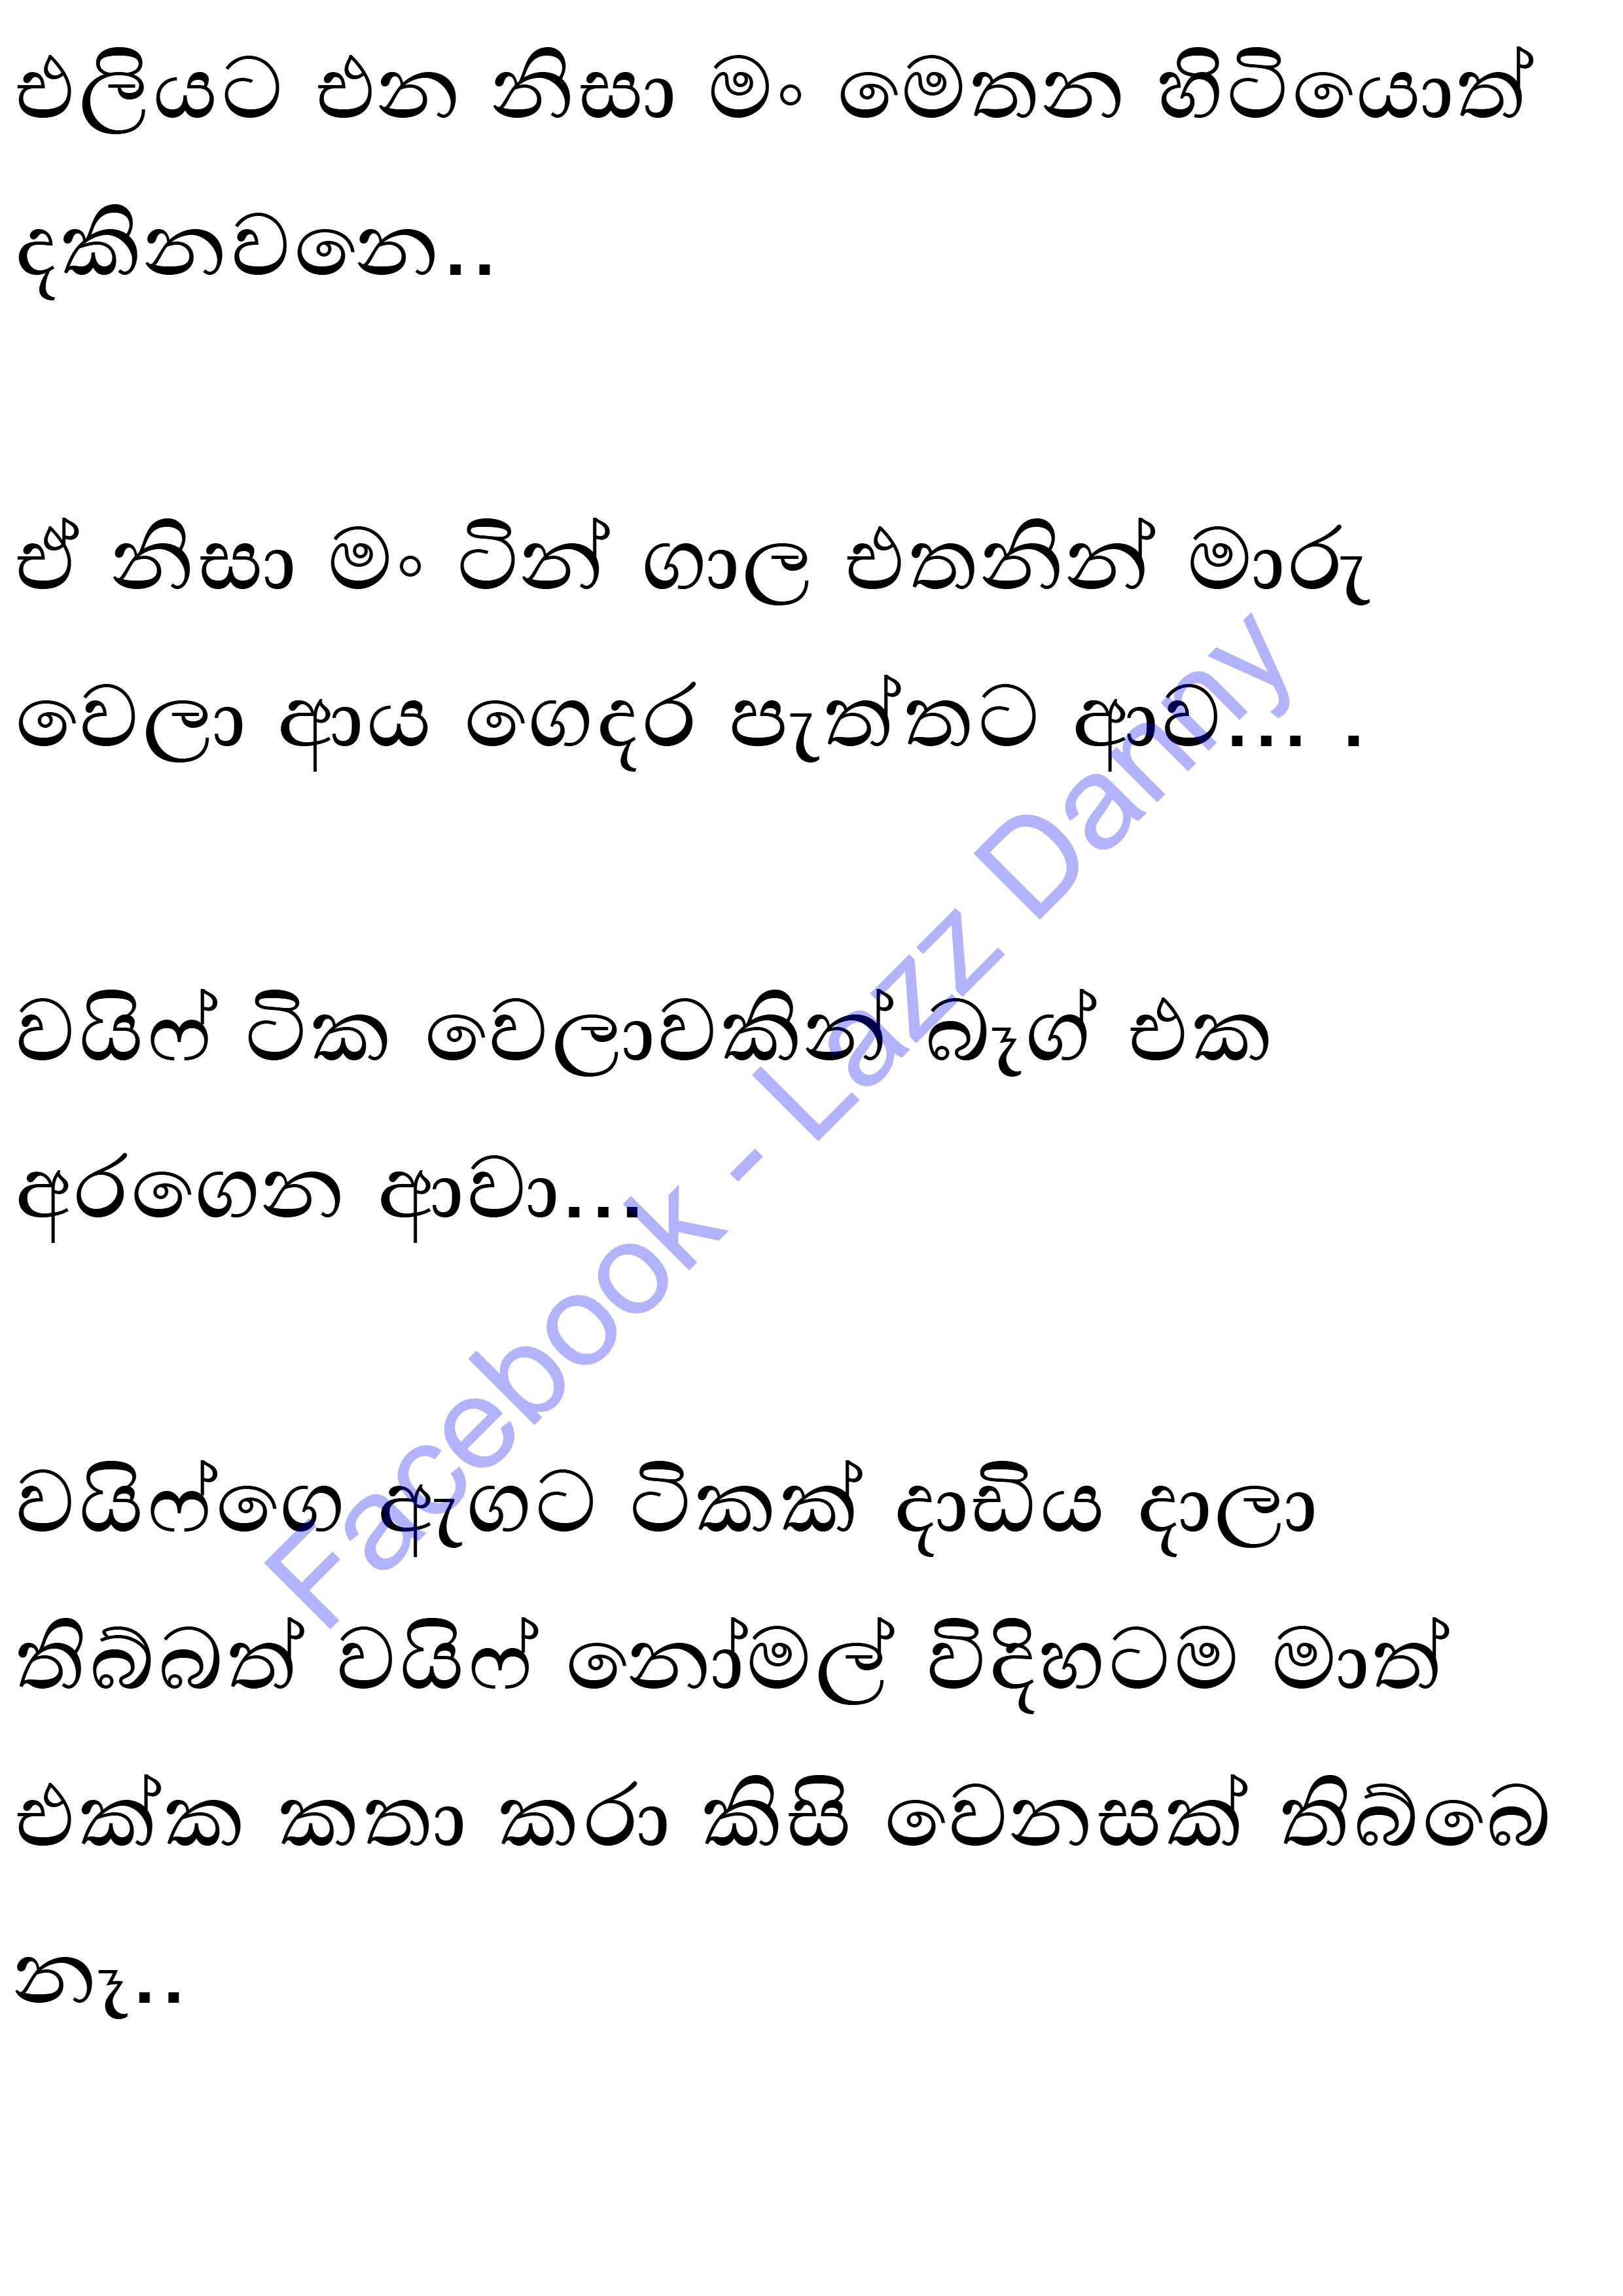 එලියට එන නිසා මං මෙතන හිටියොත්
දකිනවනෙ..
ඒ නිසා මං ටින් ගාල එතනින් මාරු
වෙලා ආය ගෙදර පැත්තට ආව... .
වයිෆ් ටික වෙලාවකින් බෑග් එක
අරගෙන ආවා...
වයිෆ්ගෙ ඇගට ටිකක් දාඩිය දාලා
තිබ්බත් වයිෆ් නෝමල් විදිහටම මාත්
එක්ක කතා කරා කිසි වෙනසක් තිබ්බෙ
නෑ..
Facebook - Lazz Danny